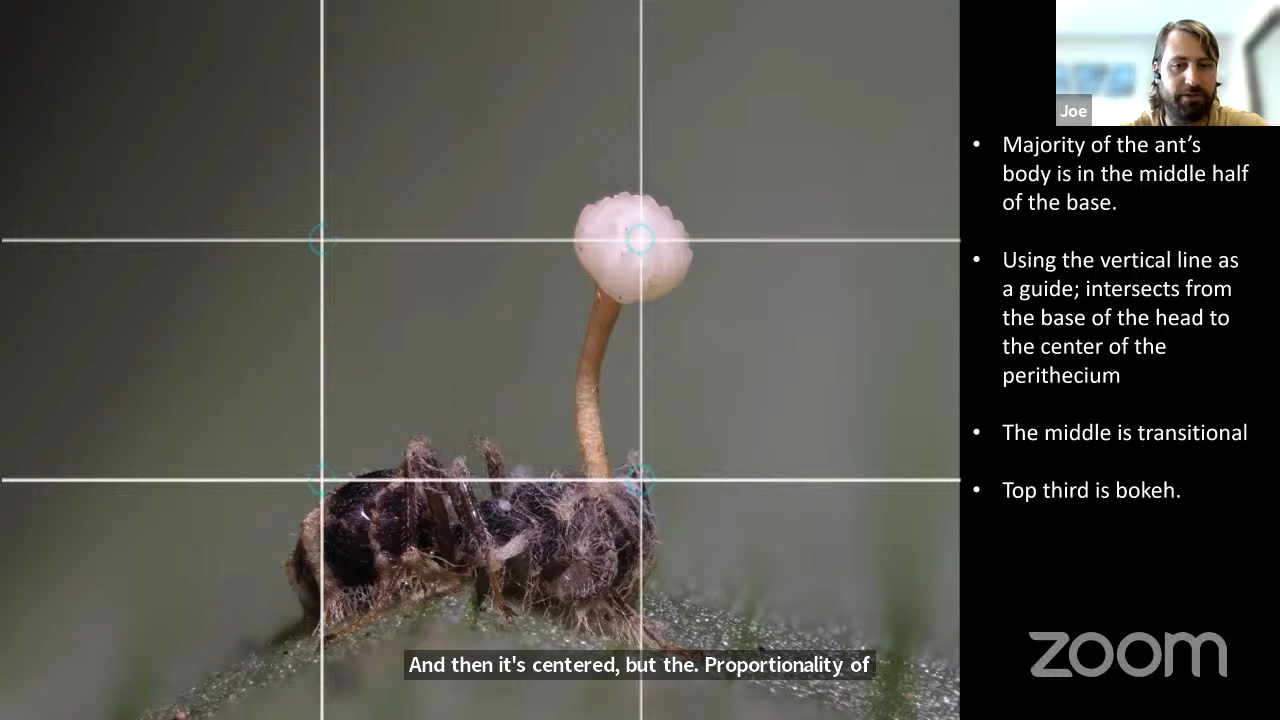 Joe
• Majority of the ant’s
body is in the middle half
of the base.
• Using the vertical line as
a guide; intersects from
the base of the head to
the center of the
perithecium
• The middle is transitional
• Top third is bokeh.
zoom
And then it's centered, but the. Proportionality of